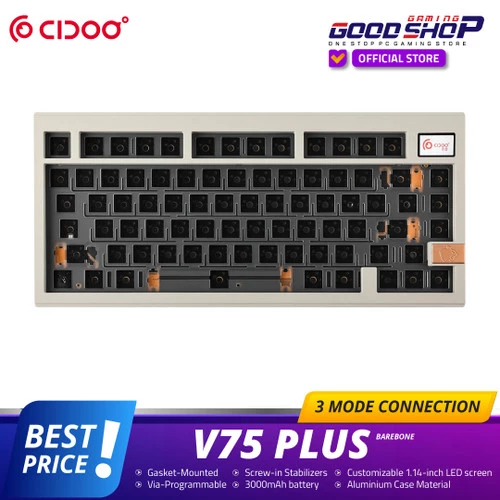 CIDOO
GAMING
GOOD SHOP
ONE STOP PC GAMING STORE
OFFICIAL STORE
CIDOO
BEST
PRICE!
3 MODE CONNECTION
V75 PLUS BAREBONE
• Gasket-Mounted • Screw-in Stabilizers • Customizable 1.14-inch LED screen
• Via-Programmable • 3000mAh battery • Aluminium Case Material